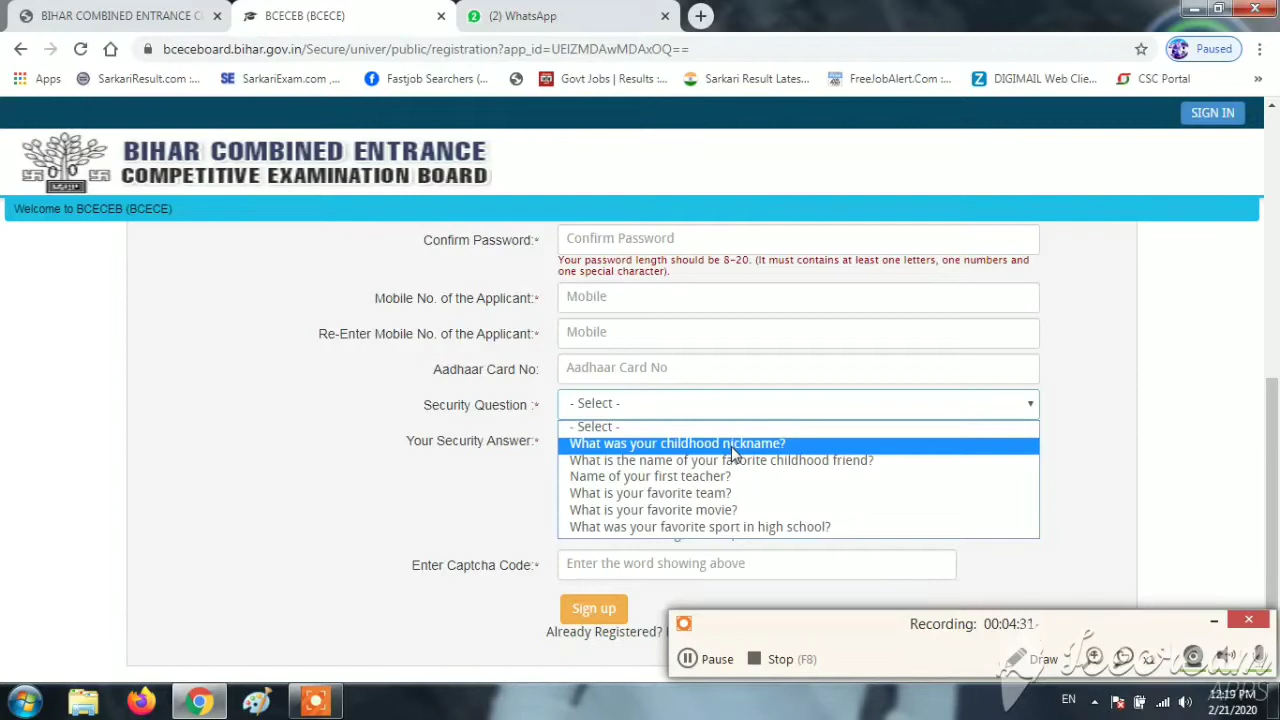 BIHAR COMBINED ENTRANCE C
BCECEB (BCECE)
(2) WhatsApp
bceceboard.bihar.gov.in/Secure/univer/public/registration?app_id=UElZMDAwMDAxOQ==
Paused
Apps
SarkariResult.com :...
SarkariExam.com ,...
Fastjob Searchers (...
Govt Jobs | Results :...
Sarkari Result Lates...
FreeJobAlert.Com :...
DIGIMAIL Web Clie...
CSC Portal
SIGN IN
BIHAR COMBINED ENTRANCE
COMPETITIVE EXAMINATION BOARD
Welcome to BCECEB (BCECE)
Confirm Password:*
Confirm Password
Your password length should be 8-20. (It must contains at least one letters, one numbers and
one special character).
Mobile No. of the Applicant:*
Mobile
Re-Enter Mobile No. of the Applicant:*
Mobile
Aadhaar Card No:
Aadhaar Card No
Security Question :*
- Select -
Your Security Answer:*
- Select -
What was your childhood nickname?
What is the name of your favorite childhood friend?
Name of your first teacher?
What is your favorite team?
What is your favorite movie?
What was your favorite sport in high school?
Enter Captcha Code:*
Enter the word showing above
Sign up
Already Registered?
Recording: 00:04:31
Pause
Stop (F8)
Draw
Icecream
APPS
EN
12:19 PM
2/21/2020